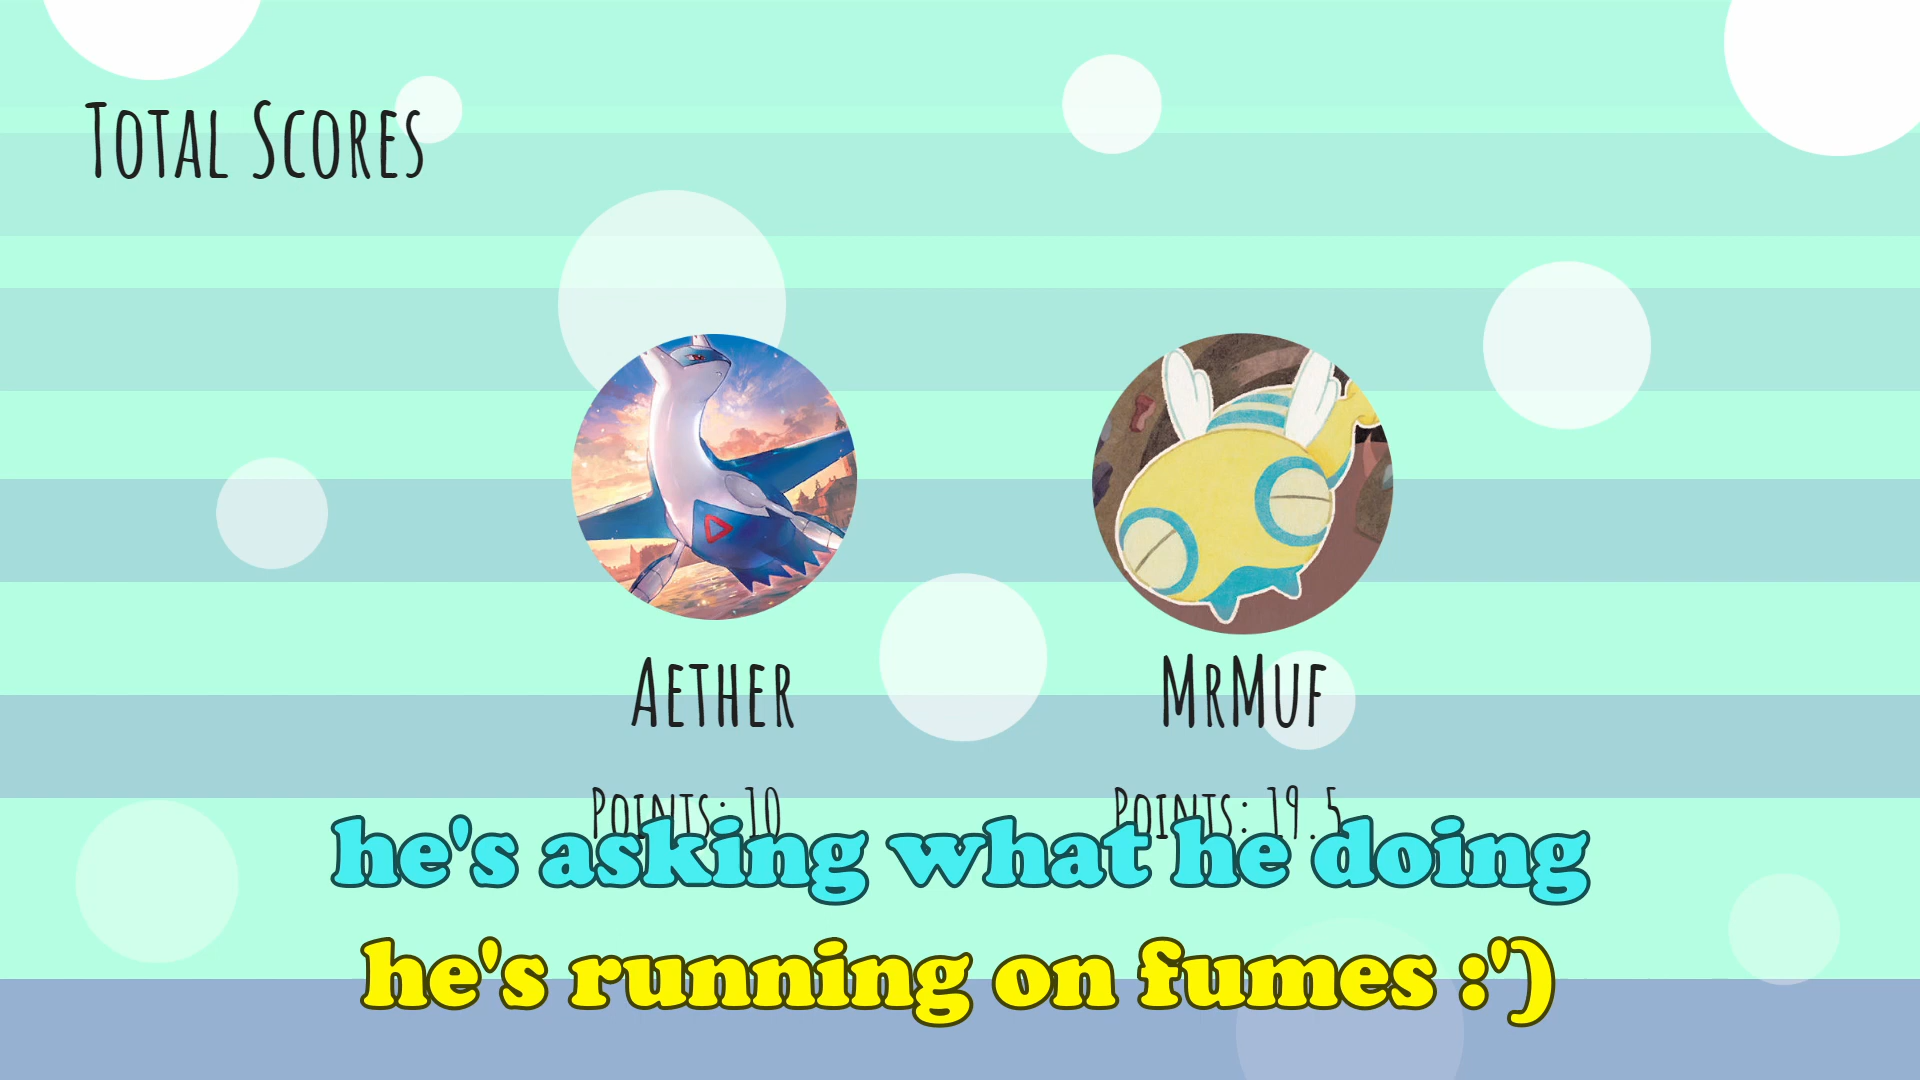 Total Scores
Aether
MrMuf
Points: 10
Points: 19.5
he's asking what he doing
he's running on fumes :')